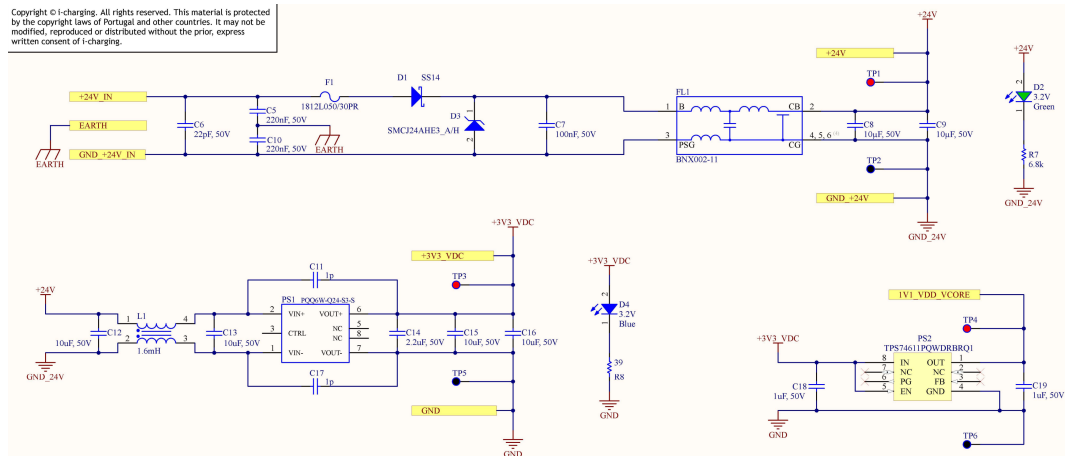 Copyright © i-charging. All rights reserved. This material is protected
by the copyright laws of Portugal and other countries. It may not be
modified, reproduced or distributed without the prior, express
written consent of i-charging.
+24V_IN
EARTH
GND_+24V_IN
EARTH
C6
22pF, 50V
C5
220nF, 50V
C10
220nF, 50V
EARTH
F1
1812L050/30PR
D1
SS14
D3
SMCJ24AHE3_A/H
1
2
C7
100nF, 50V
FL1
1
B
CB
2
3
PSG
CG
4, 5, 6
BNX002-11
+24V
+24V
TP1
C8
10µF, 50V
C9
10µF, 50V
TP2
GND_+24V
GND_24V
+24V
2
D2
3.2V
Green
1
R7
6.8k
GND_24V
+24V
C12
10uF, 50V
GND_24V
L1
1
4
2
3
1.6mH
C13
10uF, 50V
C11
1p
PS1
PQQ6W-Q24-S3-S
2
VIN+
VOUT+
6
3
CTRL
NC
5
NC
8
1
VIN-
VOUT-
7
C17
1p
C14
2.2uF, 50V
C15
10uF, 50V
C16
10uF, 50V
+3V3_VDC
+3V3_VDC
TP3
TP5
GND
GND
+3V3_VDC
2
D4
3.2V
Blue
1
39
R8
GND
1V1_VDD_VCORE
TP4
PS2
TPS74611PQWDRBRQ1
+3V3_VDC
8
IN
OUT
1
7
NC
NC
2
6
PG
FB
3
5
EN
GND
4
C18
1uF, 50V
C19
1uF, 50V
GND
TP6